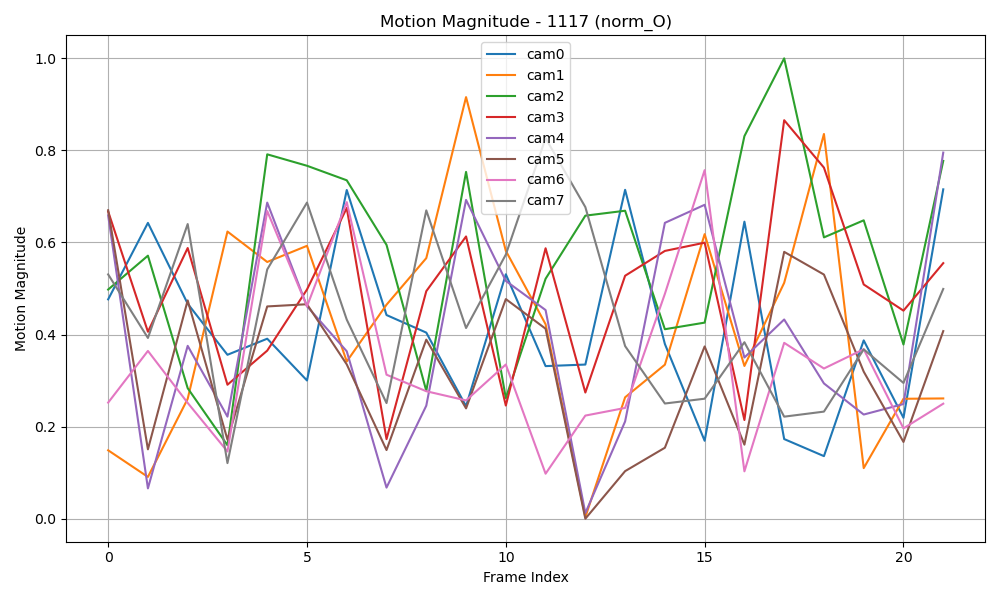 Motion Magnitude - 1117 (norm_O)
cam0
cam1
cam2
cam3
cam4
cam5
cam6
cam7
1.0
0.8
0.6
0.4
0.2
0.0
Motion Magnitude
0 5 10 15 20
Frame Index